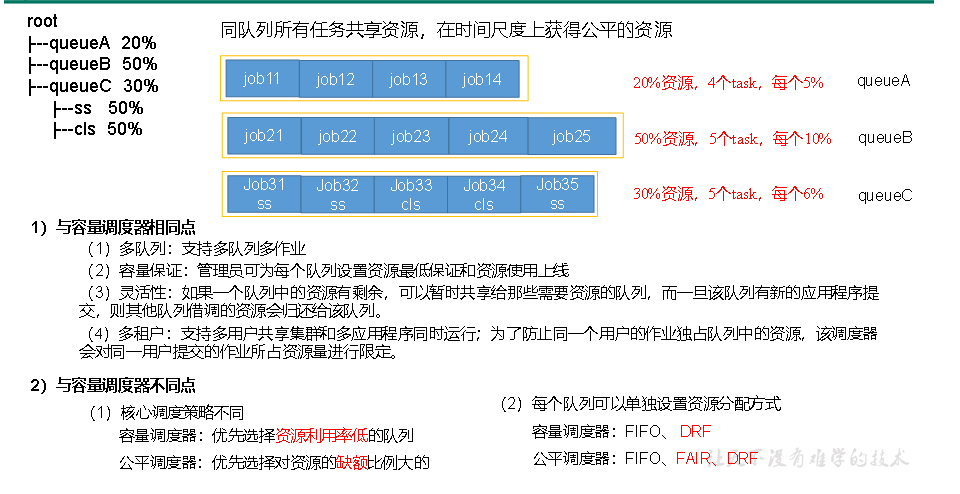 root
├--queueA 20%
├--queueB 50%
├--queueC 30%
├--ss 50%
├--cls 50%
同队列所有任务共享资源，在时间尺度上获得公平的资源
job11 job12 job13 job14
20%资源，4个task，每个5% queueA
job21 job22 job23 job24 job25
50%资源，5个task，每个10% queueB
Job31 ss Job32 ss Job33 cls Job34 cls Job35 ss
30%资源，5个task，每个6% queueC
1）与容量调度器相同点
（1）多队列：支持多队列多作业
（2）容量保证：管理员可为每个队列设置资源最低保证和资源使用上线
（3）灵活性：如果一个队列中的资源有剩余，可以暂时共享给那些需要资源的队列，而一旦该队列有新的应用程序提
交，则其他队列借调的资源会归还给该队列。
（4）多租户：支持多用户共享集群和多应用程序同时运行；为了防止同一个用户的作业独占队列中的资源，该调度器
会对同一用户提交的作业所占资源量进行限定。
2）与容量调度器不同点
（1）核心调度策略不同
容量调度器：优先选择资源利用率低的队列
公平调度器：优先选择对资源的缺额比例大的
（2）每个队列可以单独设置资源分配方式
容量调度器：FIFO、 DRF
公平调度器：FIFO、FAIR、DRF
让天下没有难学的技术